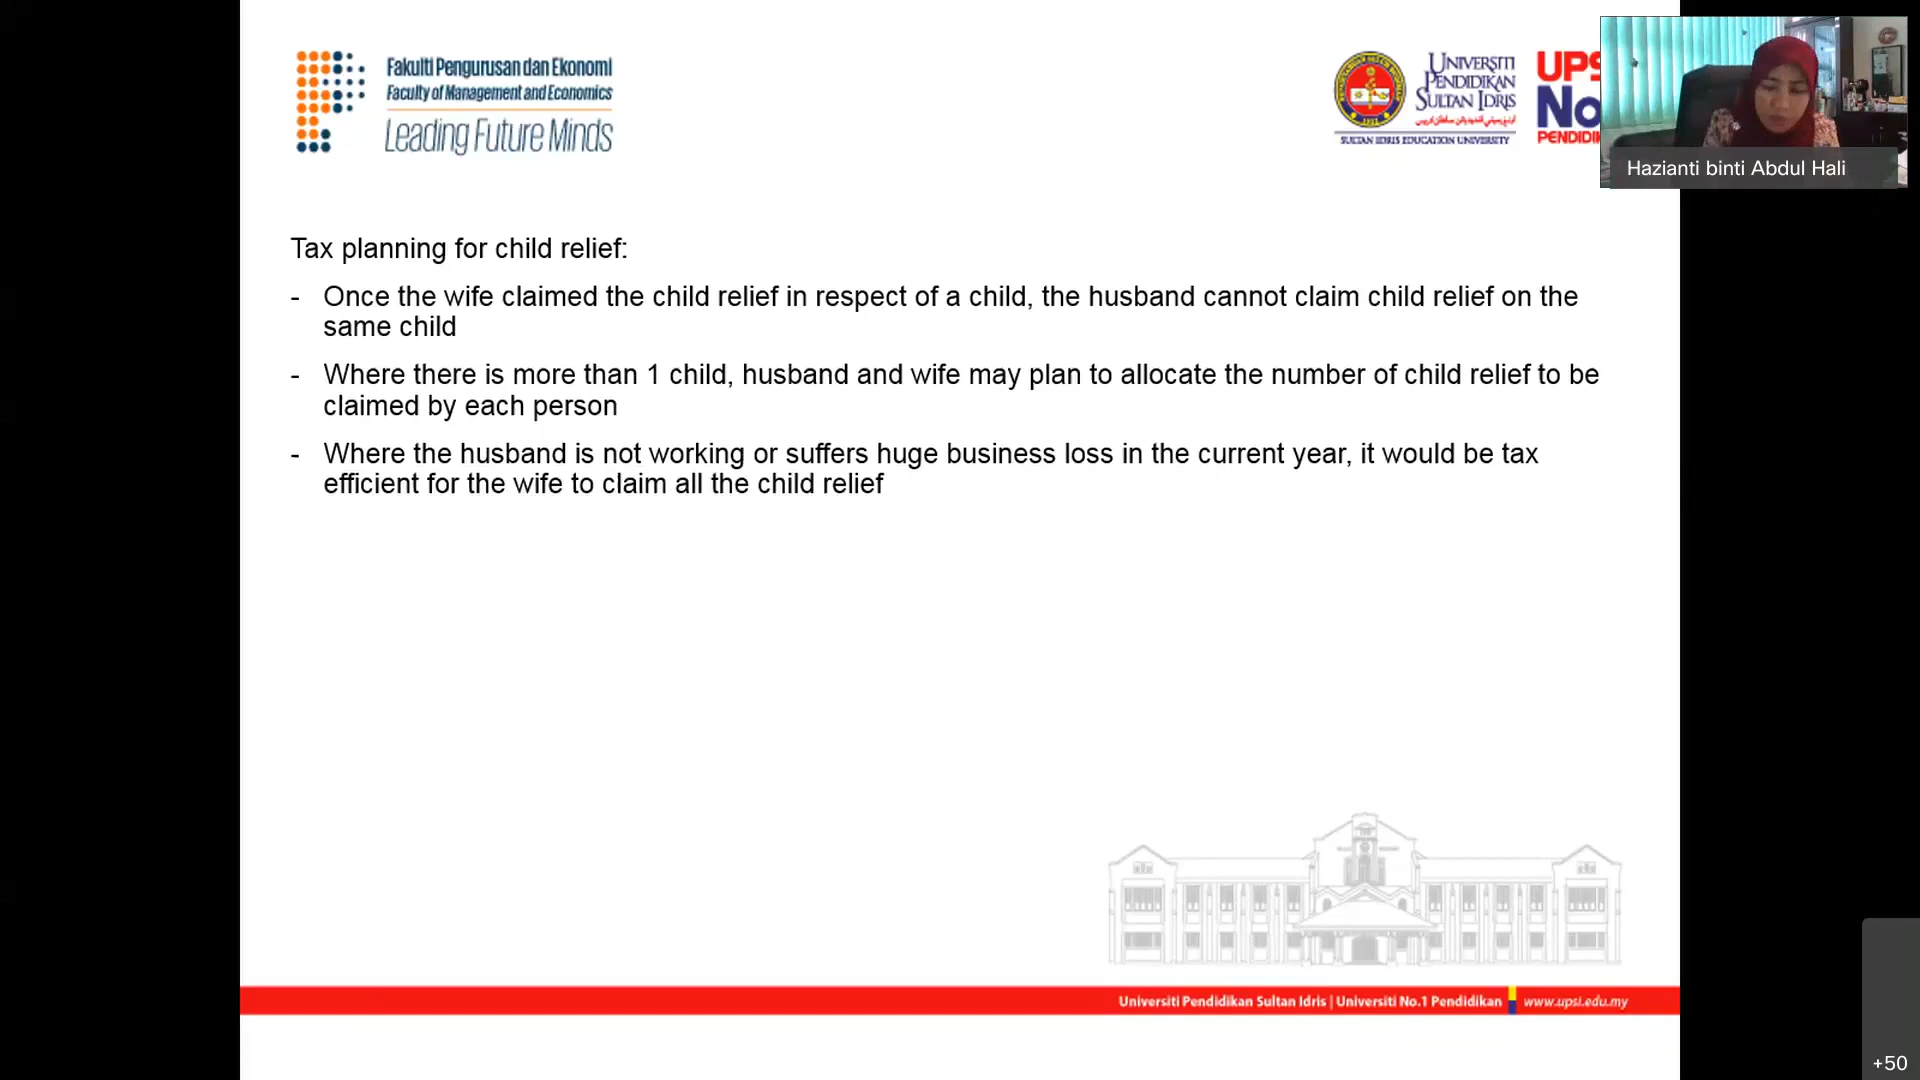 Fakulti Pengurusan dan Ekonomi
Faculty of Management and Economics
Leading Future Minds
UNIVERSITI
PENDIDIKAN
SULTAN IDRIS
SULTAN IDRIS EDUCATION UNIVERSITY
UPS
No
PENDIDIK
Hazianti binti Abdul Hali
Tax planning for child relief:
- Once the wife claimed the child relief in respect of a child, the husband cannot claim child relief on the
same child
- Where there is more than 1 child, husband and wife may plan to allocate the number of child relief to be
claimed by each person
- Where the husband is not working or suffers huge business loss in the current year, it would be tax
efficient for the wife to claim all the child relief
Universiti Pendidikan Sultan Idris | Universiti No.1 Pendidikan www.upsi.edu.my
+50